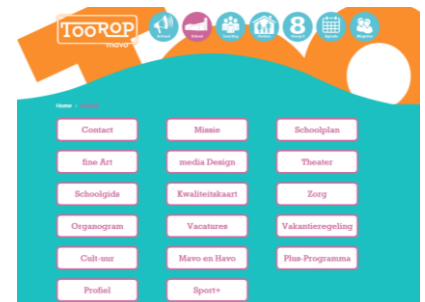 TOOROP
mavo
8
Home
Contact
Missie
Schoolplan
fine Art
media Design
Theater
Schoolgids
Kwaliteitskaart
Zorg
Organogram
Vacatures
Vakantieregeling
Cult-uur
Mavo en Havo
Plus-Programma
Profiel
Sport+